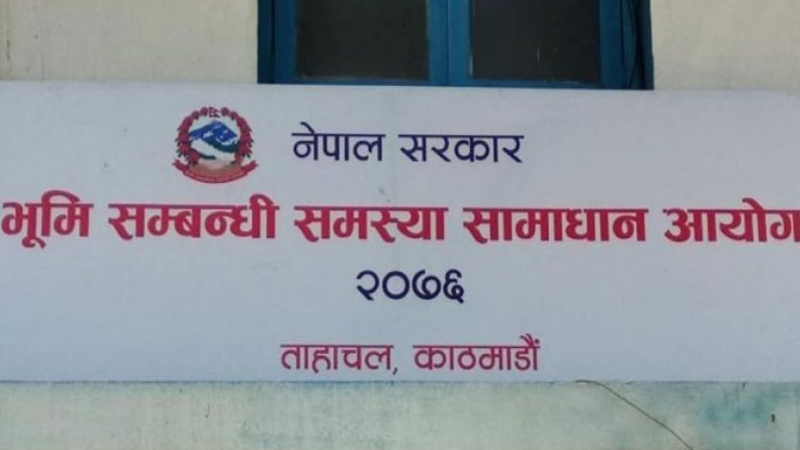 नेपाल सरकार
भूमि सम्बन्धी समस्या सामाधान आयोग
२०७६
ताहाचल, काठमाडौं